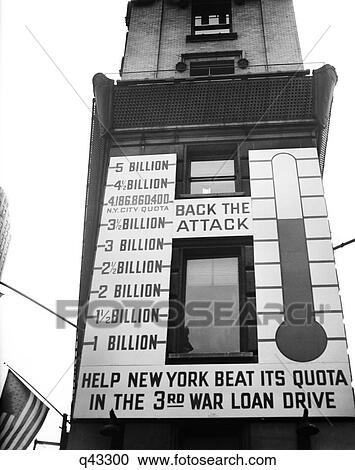 5 BILLION
4½ BILLION
4,186,860,400
N.Y. CITY QUOTA
3½ BILLION
3 BILLION
2½ BILLION
2 BILLION
1½ BILLION
1 BILLION
BACK THE
ATTACK
HELP NEW YORK BEAT ITS QUOTA
IN THE 3RD WAR LOAN DRIVE
Fotosearch
q43300 www.fotosearch.com